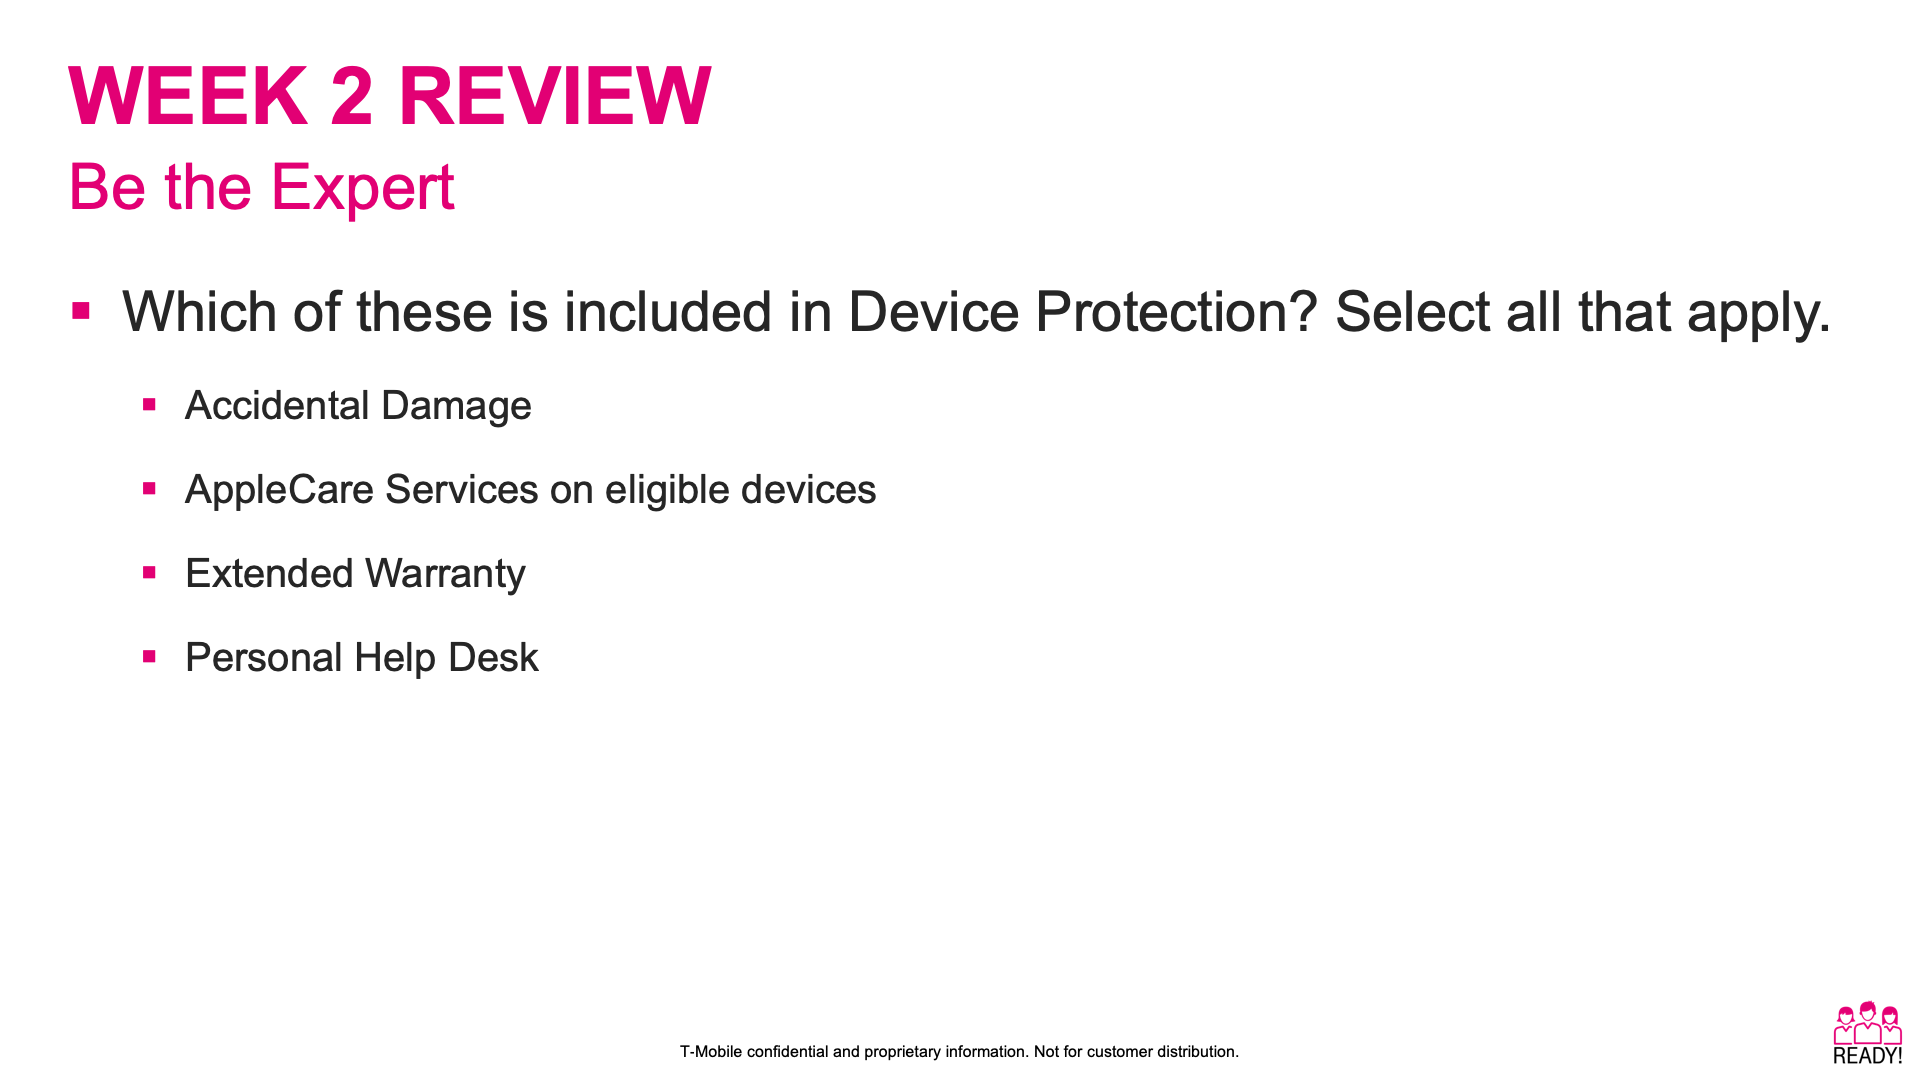 WEEK 2 REVIEW
Be the Expert
Which of these is included in Device Protection? Select all that apply.
Accidental Damage
AppleCare Services on eligible devices
Extended Warranty
Personal Help Desk
T-Mobile confidential and proprietary information. Not for customer distribution.
READY!